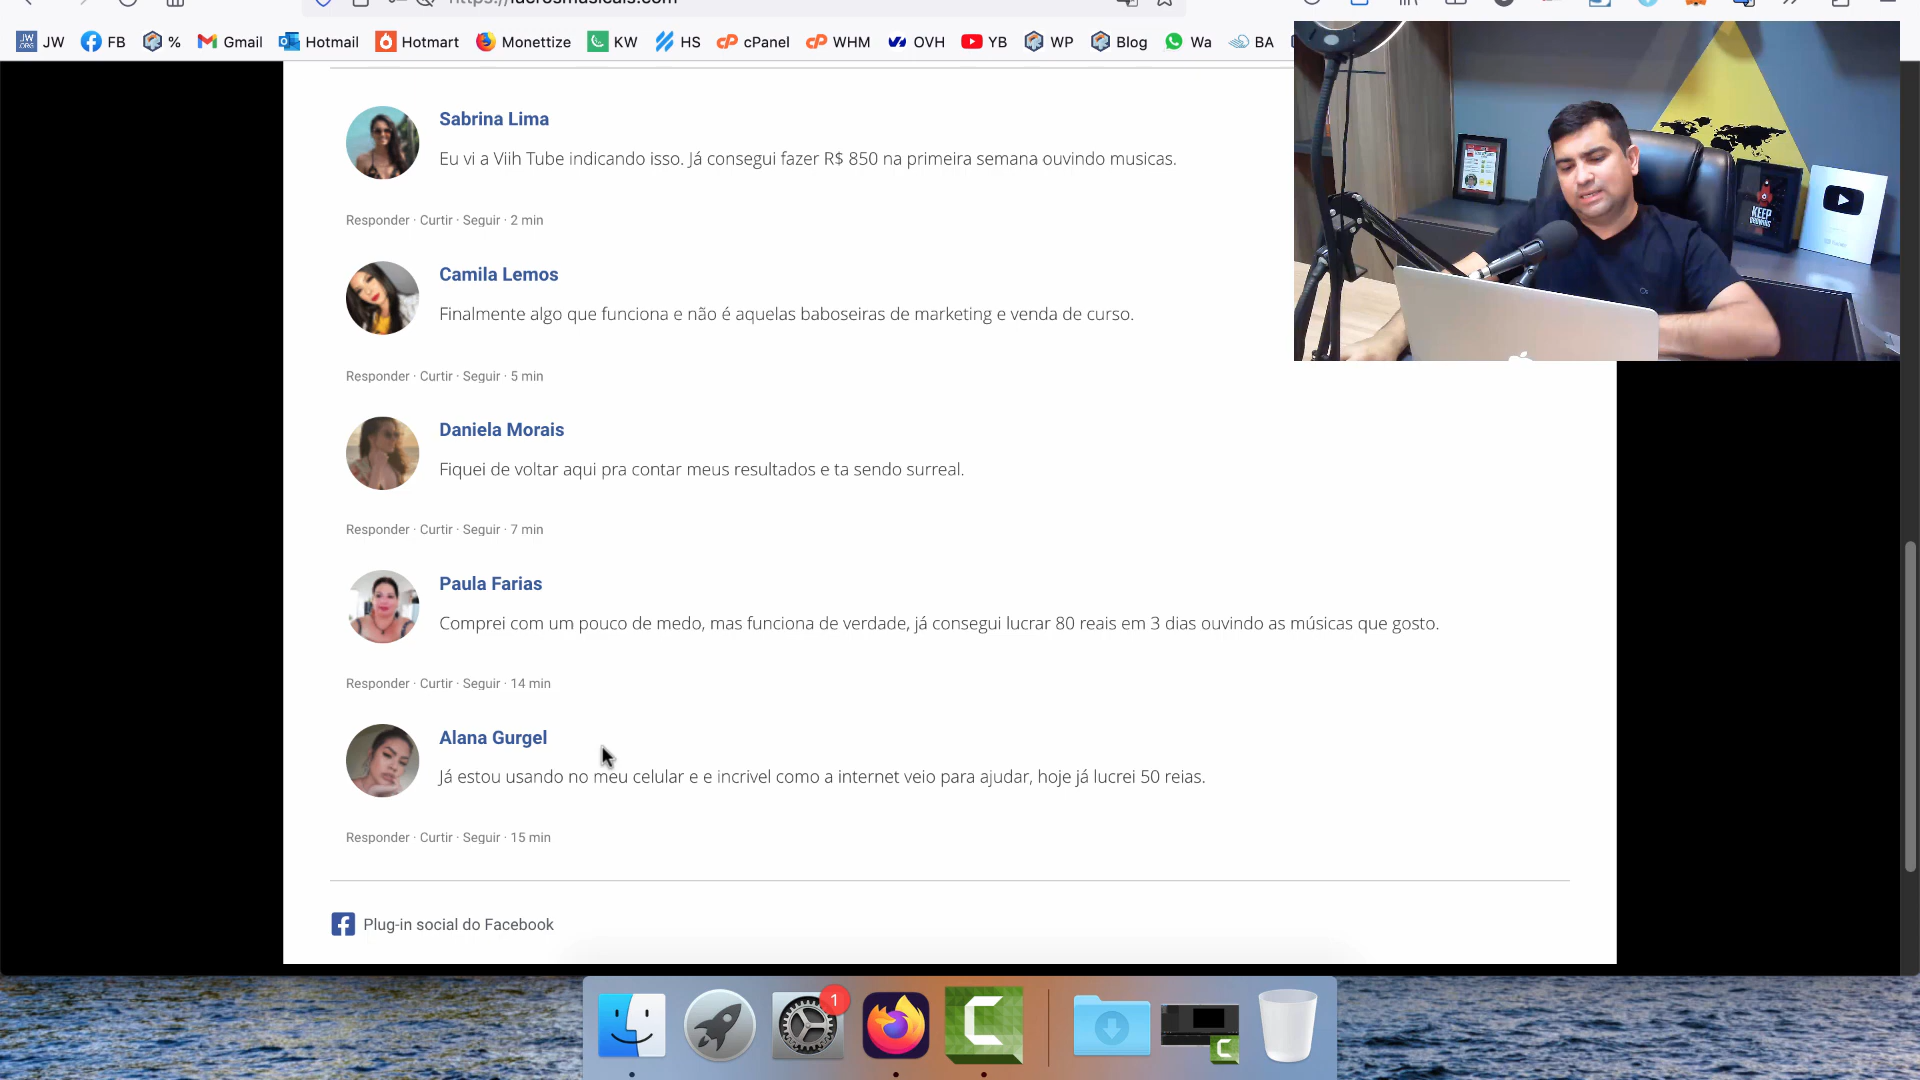 JW FB % Gmail Hotmail Hotmart Monettize KW HS cPanel WHM OVH YB WP Blog Wa BA
Sabrina Lima
Eu vi a Viih Tube indicando isso. Já consegui fazer R$ 850 na primeira semana ouvindo musicas.
Responder · Curtir · Seguir · 2 min
Camila Lemos
Finalmente algo que funciona e não é aquelas baboseiras de marketing e venda de curso.
Responder · Curtir · Seguir · 5 min
Daniela Morais
Fiquei de voltar aqui pra contar meus resultados e ta sendo surreal.
Responder · Curtir · Seguir · 7 min
Paula Farias
Comprei com um pouco de medo, mas funciona de verdade, já consegui lucrar 80 reais em 3 dias ouvindo as músicas que gosto.
Responder · Curtir · Seguir · 14 min
Alana Gurgel
Já estou usando no meu celular e e incrivel como a internet veio para ajudar, hoje já lucrei 50 reias.
Responder · Curtir · Seguir · 15 min
Plug-in social do Facebook
KEEP
1